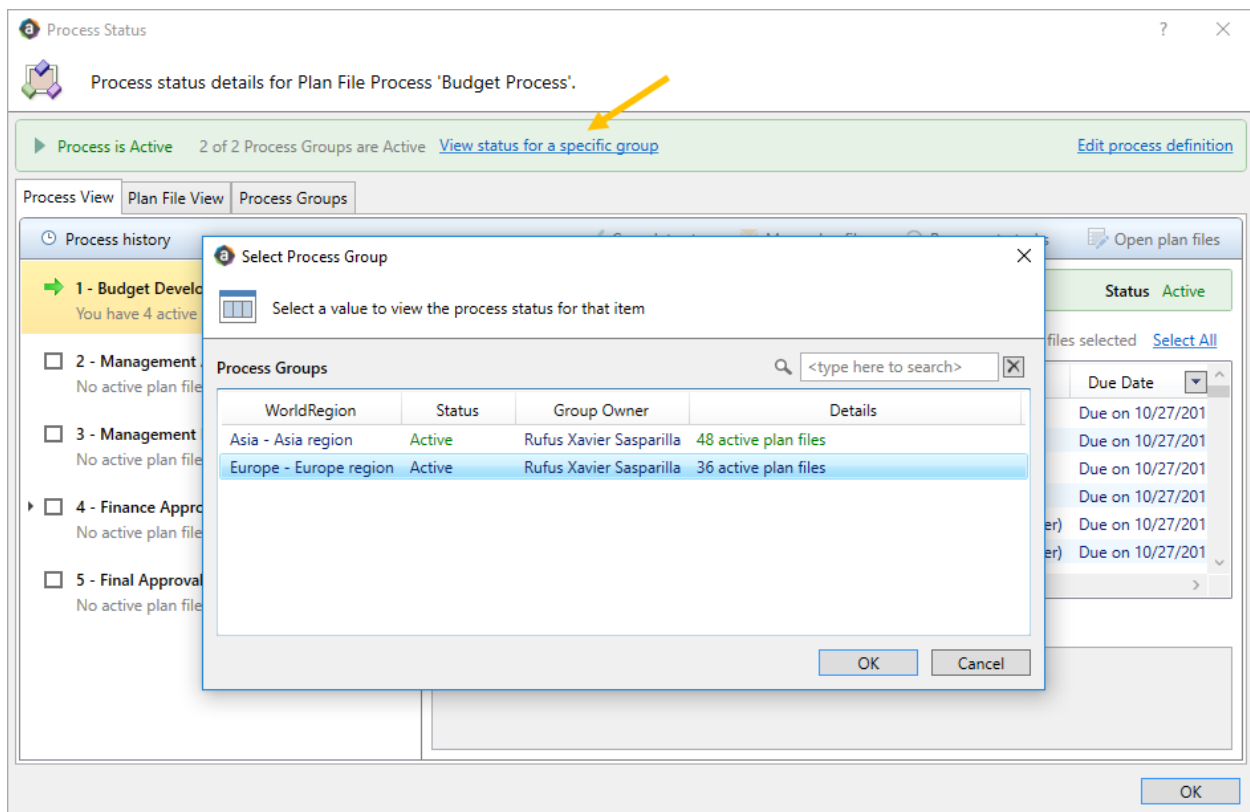 Process Status
?
Process status details for Plan File Process 'Budget Process'.
Process is Active 2 of 2 Process Groups are Active View status for a specific group Edit process definition
Process View Plan File View Process Groups
Process history Open plan files
Select Process Group
Select a value to view the process status for that item
1 - Budget
You have 4 active
Status Active
files selected Select All
2 - Management
No active plan file
Process Groups <type here to search>
Due Date
WorldRegion Status Group Owner Details
Due on 10/27/201
Asia - Asia region Active Rufus Xavier Sasparilla 48 active plan files
Due on 10/27/201
3 - Management
No active plan file
Europe - Europe region Active Rufus Xavier Sasparilla 36 active plan files
Due on 10/27/201
Due on 10/27/201
4 - Finance
No active plan file
er) Due on 10/27/201
er) Due on 10/27/201
5 - Final Approval
No active plan file
OK Cancel
OK